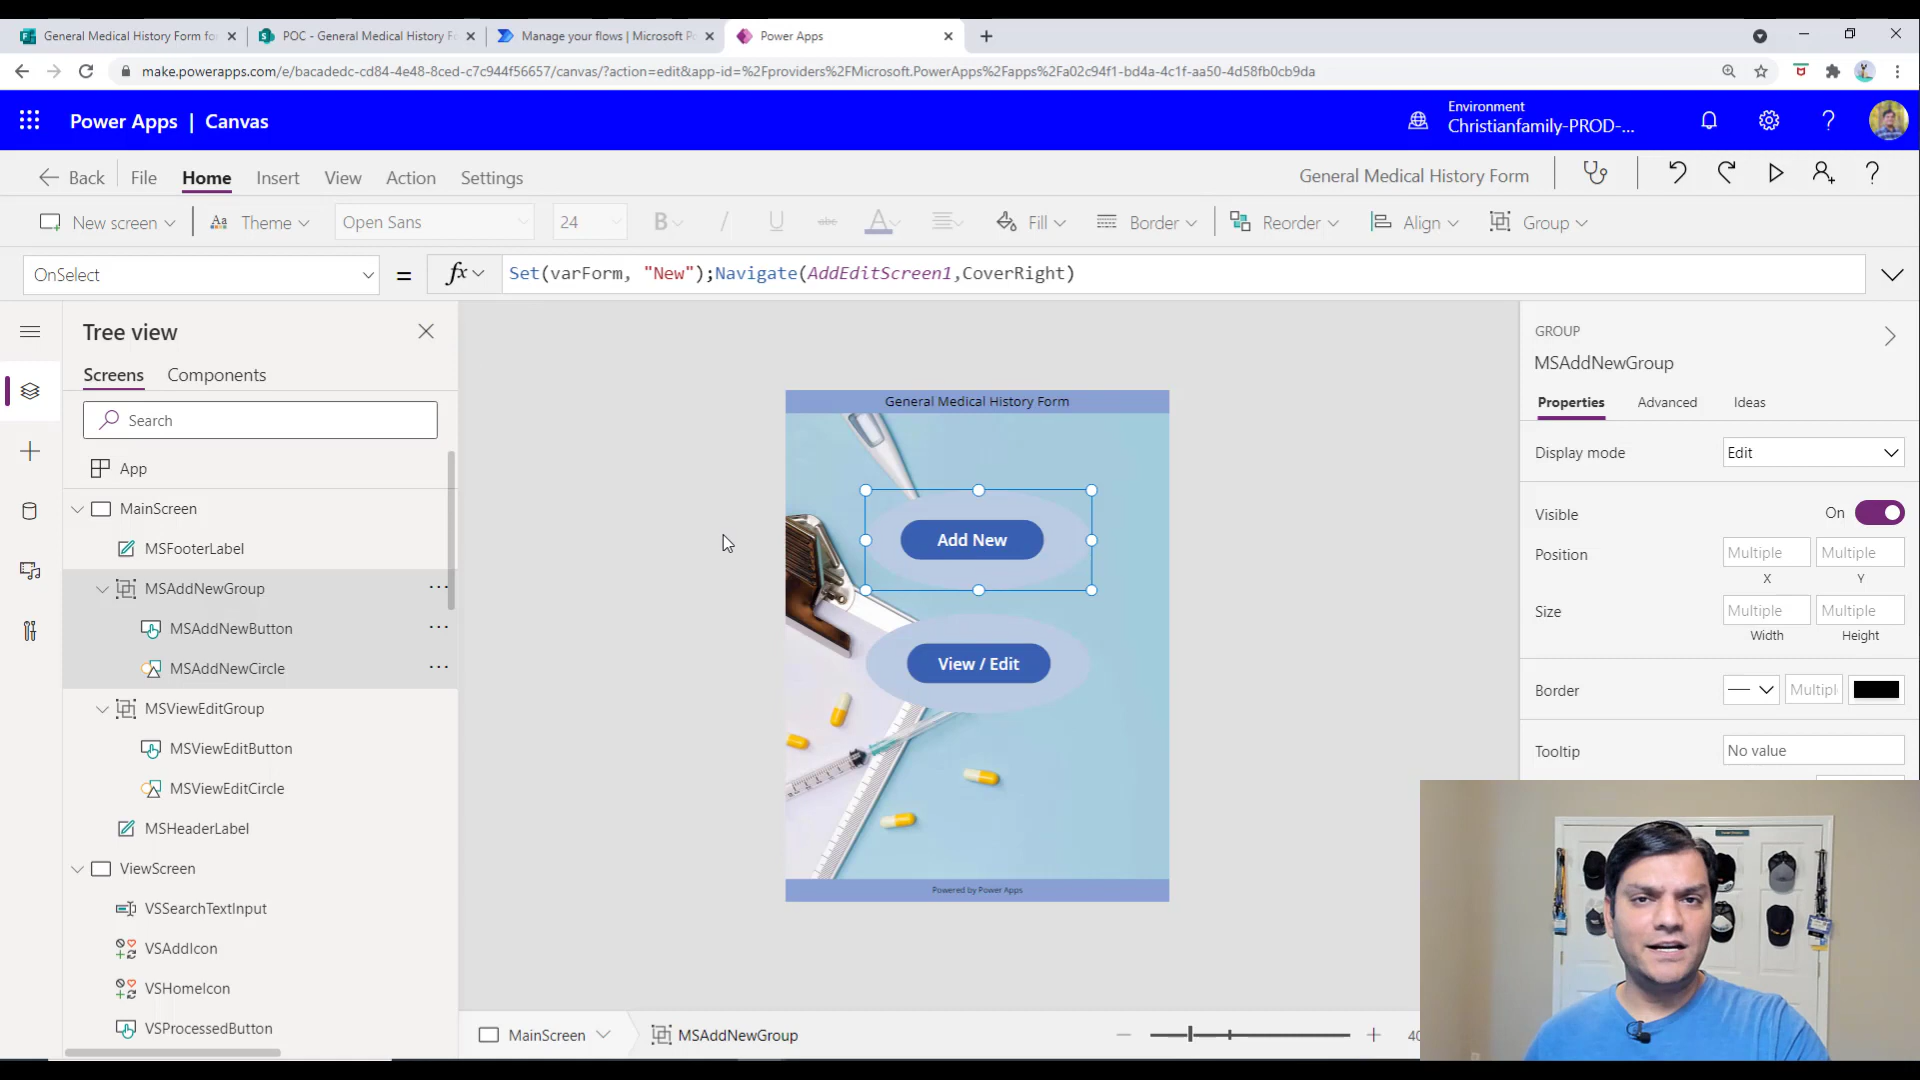 General Medical History Form for
POC - General Medical History F
Manage your flows | Microsoft P
Power Apps
make.powerapps.com/e/bacadedc-cd84-4e48-8ced-c7c944f56657/canvas/?action=edit&app-id=%2Fproviders%2FMicrosoft.PowerApps%2Fapps%2Fa02c94f1-bd4a-4c1f-aa50-4d58fb0cb9da
Power Apps | Canvas
Environment
Christianfamily-PROD-...
Back File Home Insert View Action Settings
General Medical History Form
New screen Theme Open Sans 24 B / U abc A Fill Border Reorder Align Group
OnSelect = fx Set(varForm, "New");Navigate(AddEditScreen1,CoverRight)
Tree view
Screens Components
Search
App
MainScreen
MSFooterLabel
MSAddNewGroup
MSAddNewButton
MSAddNewCircle
MSViewEditGroup
MSViewEditButton
MSViewEditCircle
MSHeaderLabel
ViewScreen
VSSearchTextInput
VSAddIcon
VSHomeIcon
VSProcessedButton
General Medical History Form
Add New
View / Edit
Powered by Power Apps
MainScreen MSAddNewGroup
40
GROUP
MSAddNewGroup
Properties Advanced Ideas
Display mode Edit
Visible On
Position Multiple Multiple
X Y
Size Multiple Multiple
Width Height
Border Multipl
Tooltip No value